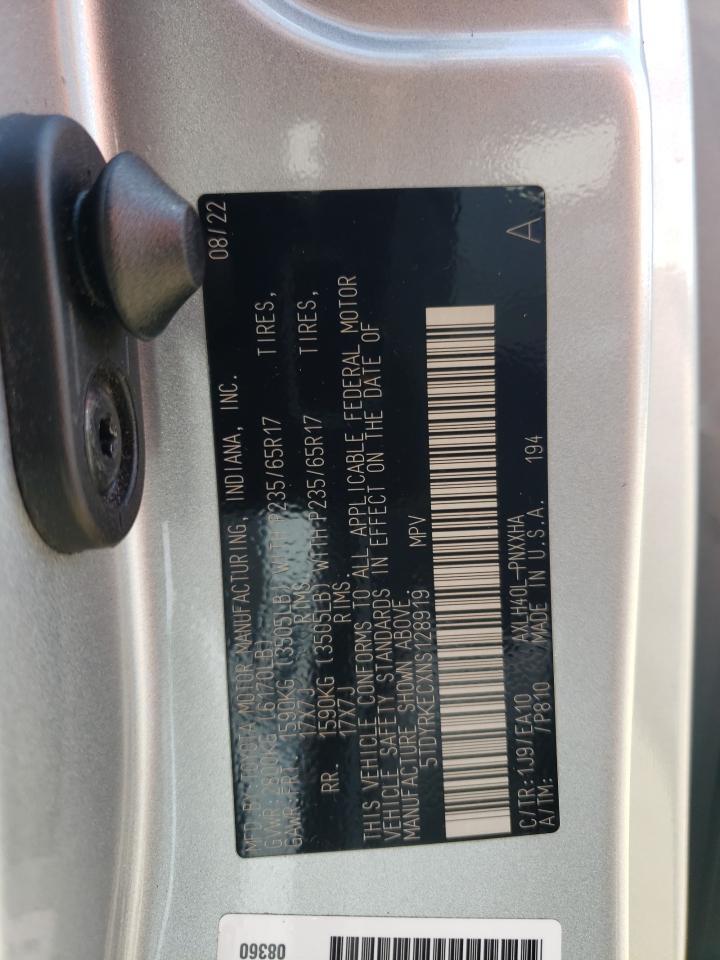 MFD.BY:TOYOTA MOTOR MANUFACTURING, INDIANA, INC. 08/22
GVWR:2800KG (6170LB)
GAWR:FRT. 1590KG (3505LB) WITH P235/65R17 TIRES,
17X7J RIMS.
RR. 1590KG (3505LB) WITH P235/65R17 TIRES,
17X7J RIMS.
THIS VEHICLE CONFORMS TO ALL APPLICABLE FEDERAL MOTOR
VEHICLE SAFETY STANDARDS IN EFFECT ON THE DATE OF
MANUFACTURE SHOWN ABOVE.
5TDYRKECXNS128919 MPV
C/TR:1J9/EA10 AXLH40L-PNXXHA A
A/TM: /P810 MADE IN U.S.A. 194
08360